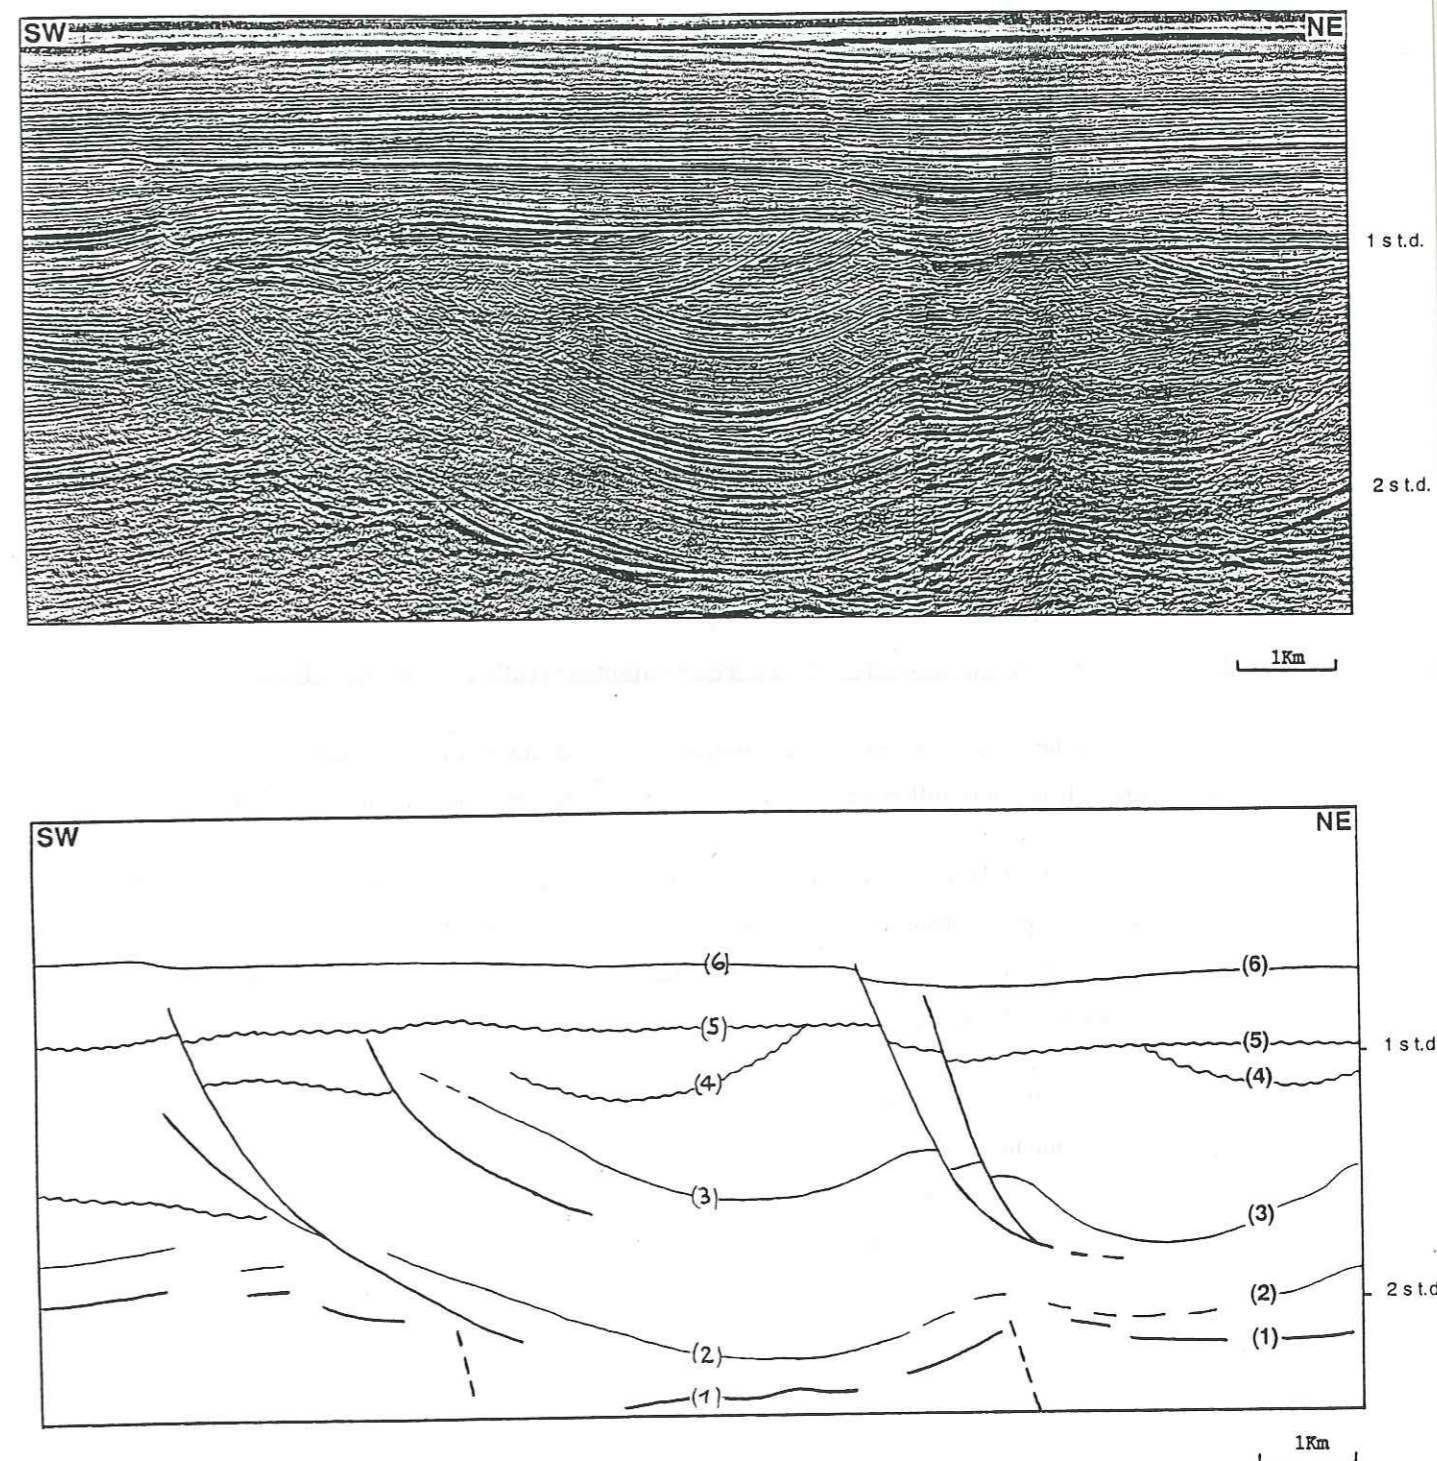 SW NE
1 s t.d.
2 s t.d.
1Km
SW NE
(6) (6)
(5) (5)
1 s t.d
(4) (4)
(3) (3)
(2) (2)
2 s t.d
(1) (1)
1Km